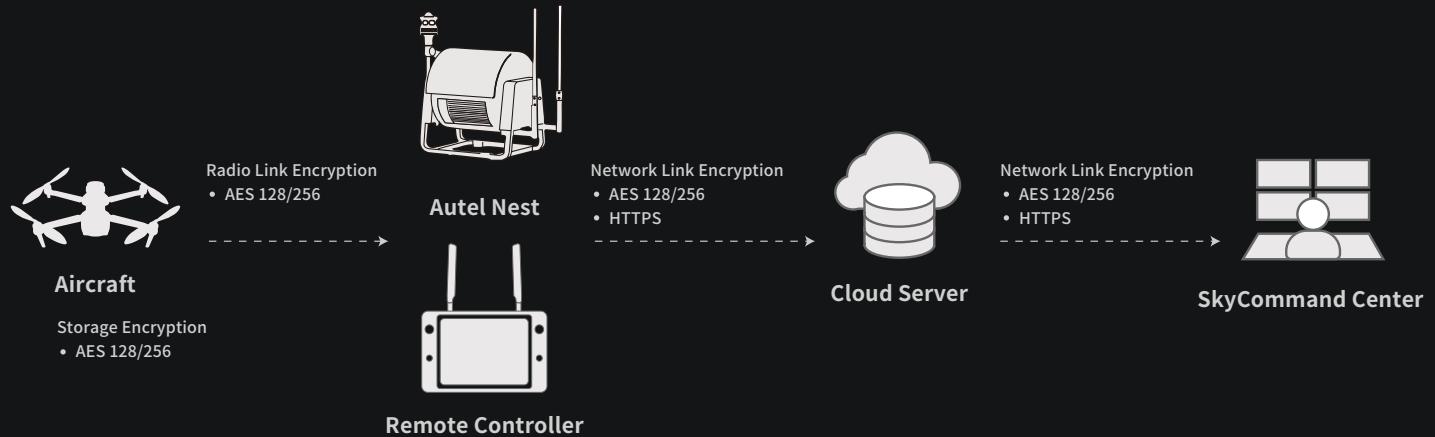 Radio Link Encryption
• AES 128/256
Autel Nest
Network Link Encryption
• AES 128/256
• HTTPS
Network Link Encryption
• AES 128/256
• HTTPS
Aircraft
Storage Encryption
• AES 128/256
Cloud Server
SkyCommand Center
Remote Controller